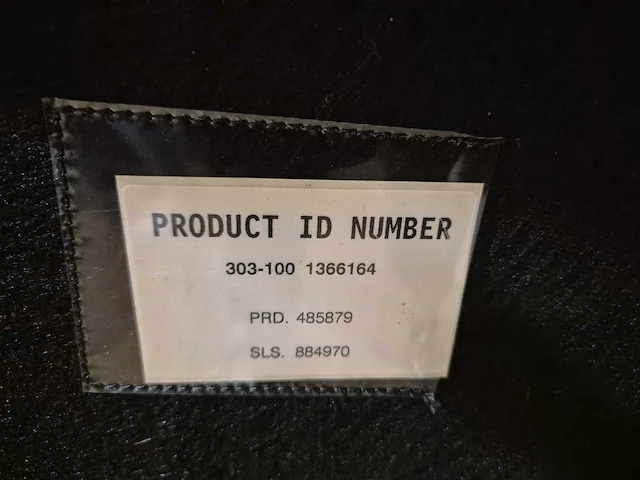 PRODUCT ID NUMBER
303-100 1366164
PRD. 485879
SLS. 884970